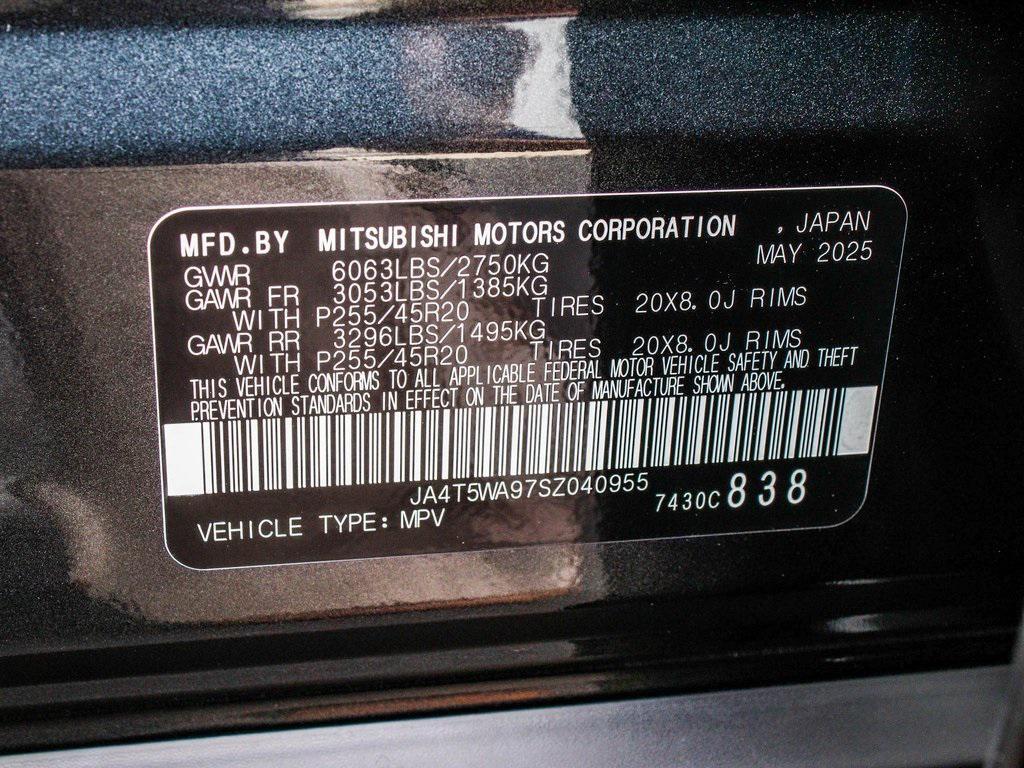 MFD.BY MITSUBISHI MOTORS CORPORATION , JAPAN
MAY 2025
GVWR 6063LBS/2750KG
GAWR FR 3053LBS/1385KG
WITH P255/45R20 TIRES 20X8.0J RIMS
GAWR RR 3296LBS/1495KG
WITH P255/45R20 TIRES 20X8.0J RIMS
THIS VEHICLE CONFORMS TO ALL APPLICABLE FEDERAL MOTOR VEHICLE SAFETY AND THEFT
PREVENTION STANDARDS IN EFFECT ON THE DATE OF MANUFACTURE SHOWN ABOVE.
JA4T5WA97SZ040955
7430C 838
VEHICLE TYPE: MPV